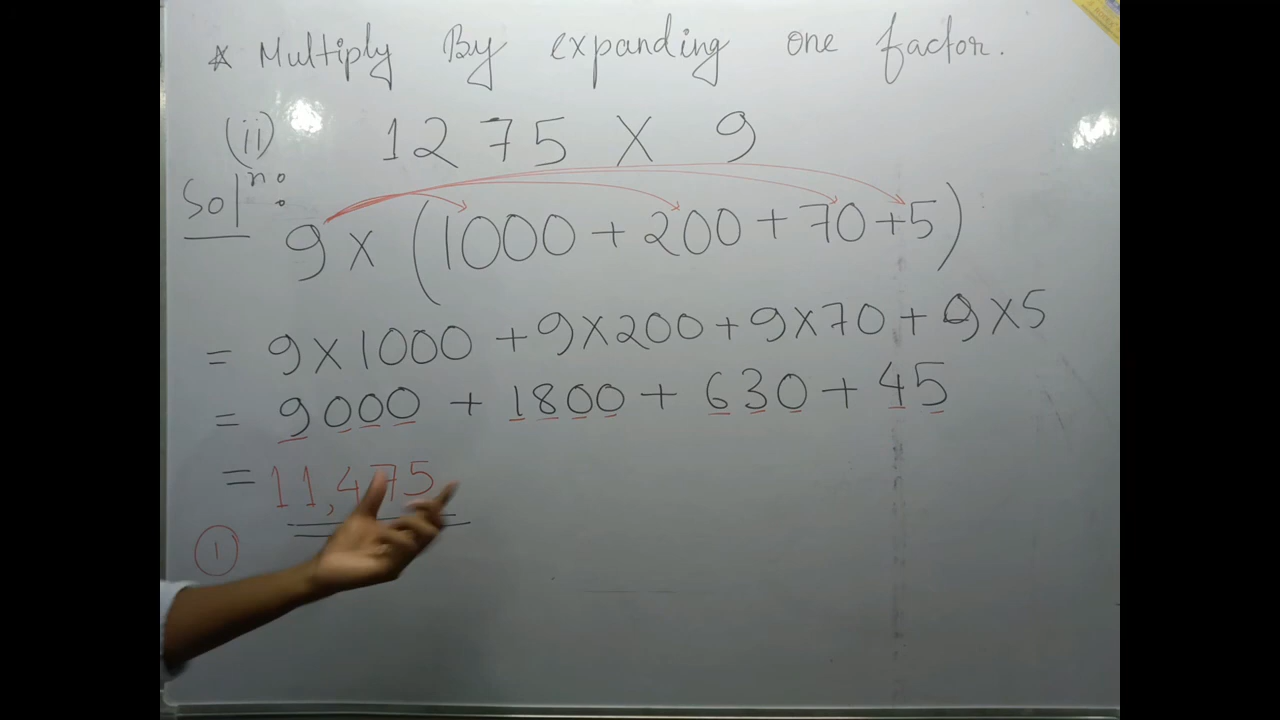 ☆ Multiply By expanding one factor.
(ii) 1275 X 9
Solⁿ:
9 x (1000 + 200 + 70 + 5)
= 9 X 1000 + 9 X 200 + 9 X 70 + 9 X 5
= 9000 + 1800 + 630 + 45
= 11,475
①